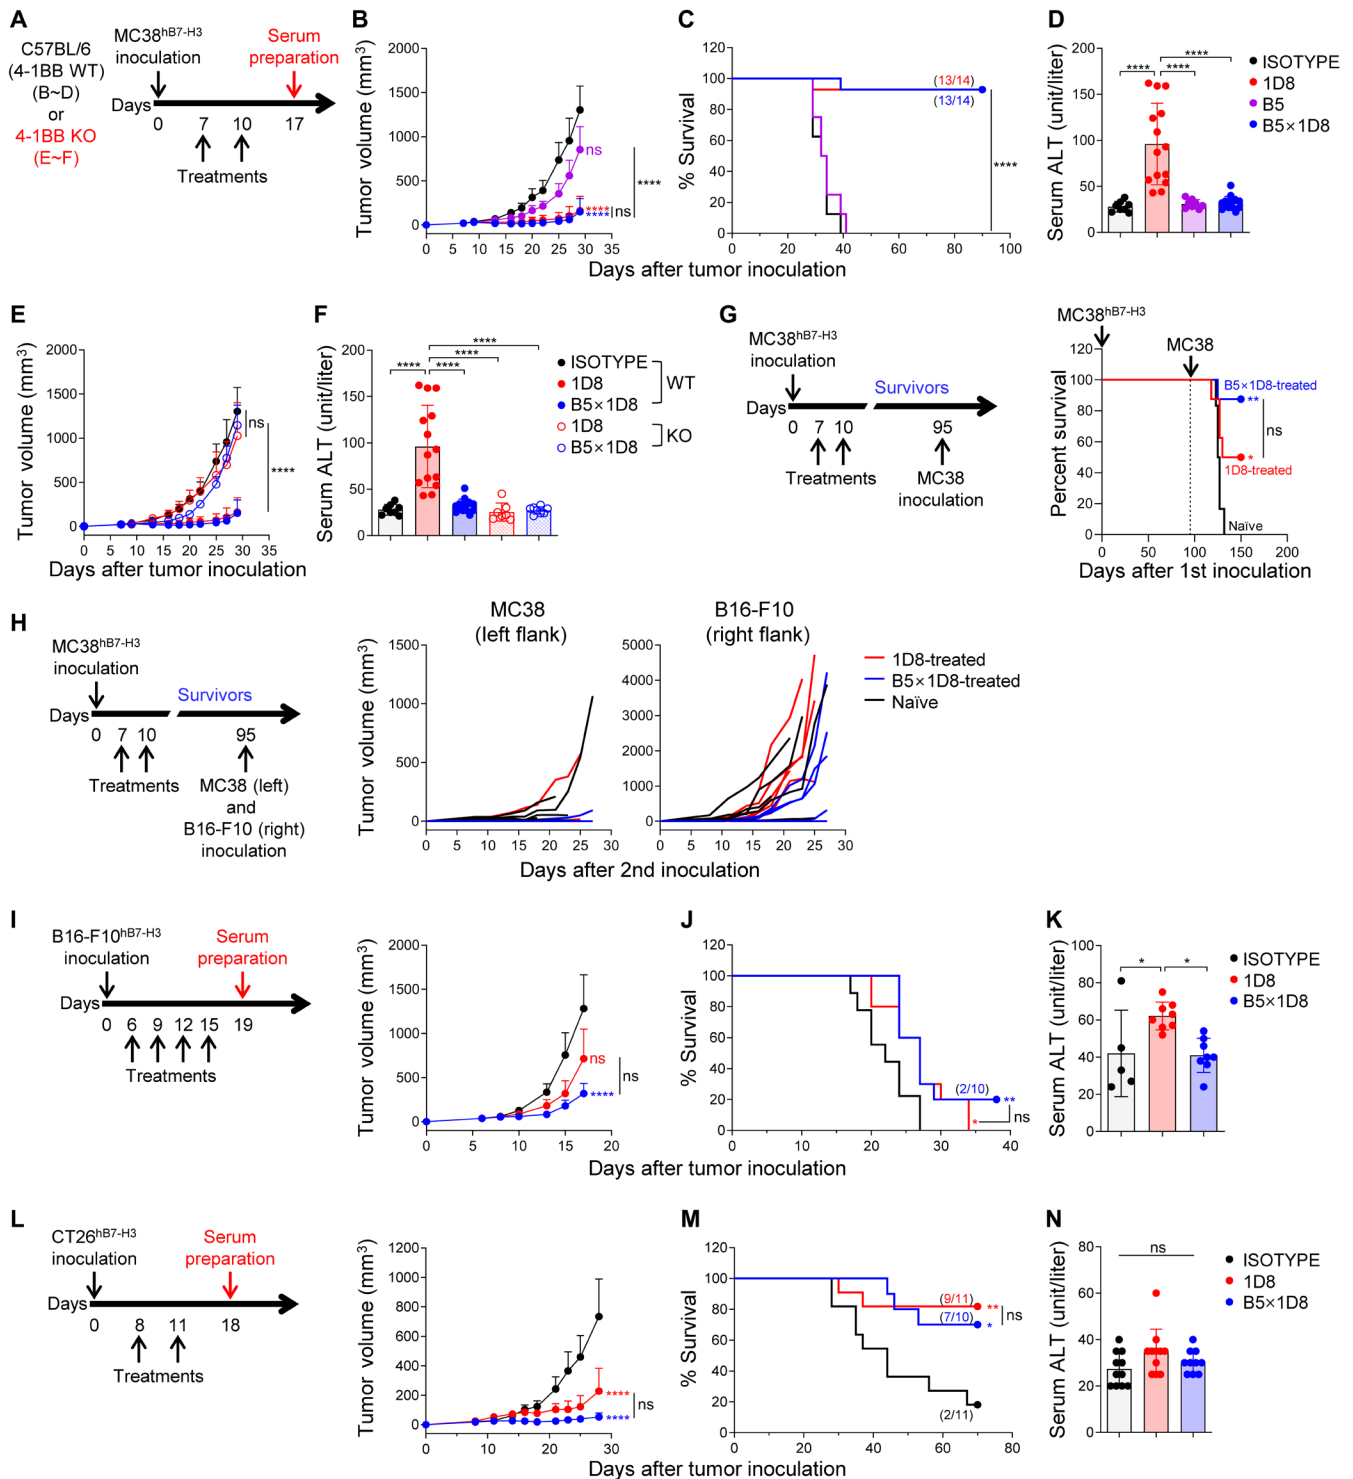 A
C57BL/6
(4-1BB WT)
(B~D)
or
4-1BB KO
(E~F)
MC38hB7-H3
inoculation
Serum
preparation
Days
0 7 10 17
Treatments
B
Tumor volume (mm3)
2000
1500
1000
500
0
0 5 10 15 20 25 30 35
ns
****
****
ns
****
C
% Survival
120
100
80
60
40
20
0
0 20 40 60 80 100
(13/14)
(13/14)
****
Days after tumor inoculation
D
Serum ALT (unit/liter)
200
150
100
50
0
****
****
****
ISOTYPE
1D8
B5
B5×1D8
E
Tumor volume (mm3)
2000
1500
1000
500
0
0 5 10 15 20 25 30 35
ns
****
Days after tumor inoculation
F
Serum ALT (unit/liter)
200
150
100
50
0
****
****
****
****
ISOTYPE
1D8
B5×1D8
WT
1D8
B5×1D8
KO
G
MC38hB7-H3
inoculation
Survivors
Days
0 7 10 95
Treatments
MC38
inoculation
MC38hB7-H3
MC38
Percent survival
120
100
80
60
40
20
0
0 50 100 150 200
B5×1D8-treated
**
ns
*
1D8-treated
Naïve
Days after 1st inoculation
H
MC38hB7-H3
inoculation
Survivors
Days
0 7 10 95
Treatments
MC38 (left)
and
B16-F10 (right)
inoculation
MC38
(left flank)
Tumor volume (mm3)
1500
1000
500
0
0 5 10 15 20 25 30
B16-F10
(right flank)
5000
4000
3000
2000
1000
0
0 5 10 15 20 25 30
Days after 2nd inoculation
1D8-treated
B5×1D8-treated
Naïve
I
B16-F10hB7-H3
inoculation
Serum
preparation
Days
0 6 9 12 15 19
Treatments
Tumor volume (mm3)
2000
1500
1000
500
0
0 5 10 15 20
ns
****
ns
J
% Survival
120
100
80
60
40
20
0
0 10 20 30 40
(2/10)
**
*
ns
Days after tumor inoculation
K
Serum ALT (unit/liter)
100
80
60
40
20
0
*
*
ISOTYPE
1D8
B5×1D8
L
CT26hB7-H3
inoculation
Serum
preparation
Days
0 8 11 18
Treatments
Tumor volume (mm3)
1200
1000
800
600
400
200
0
0 5 10 15 20 25 30
****
****
ns
M
% Survival
120
100
80
60
40
20
0
0 20 40 60 80
(9/11)
(7/10)
(2/11)
**
*
ns
Days after tumor inoculation
N
Serum ALT (unit/liter)
80
60
40
20
0
ns
ISOTYPE
1D8
B5×1D8